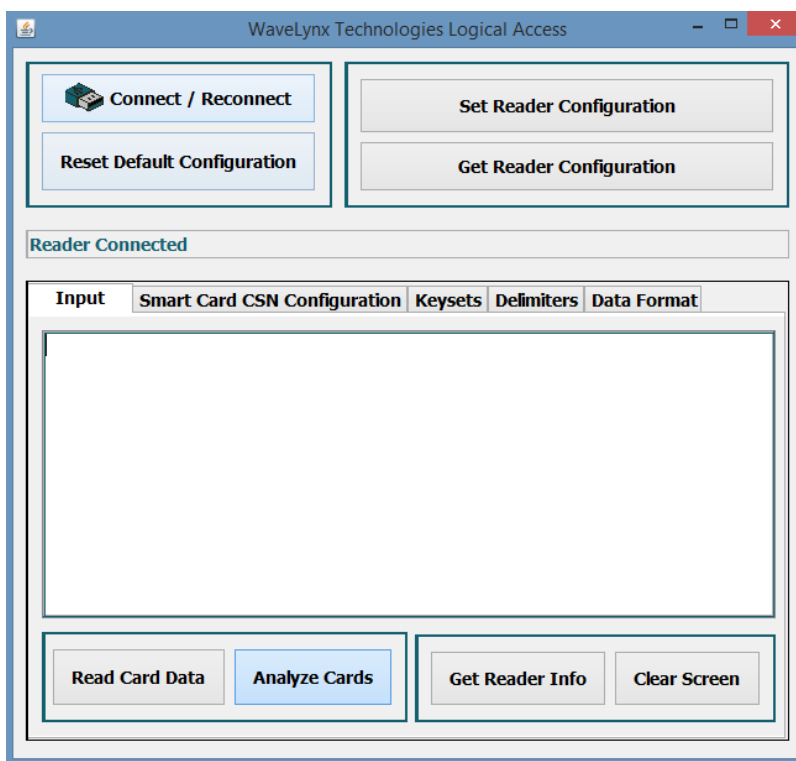 WaveLynx Technologies Logical Access
Connect / Reconnect
Reset Default Configuration
Set Reader Configuration
Get Reader Configuration
Reader Connected
Input Smart Card CSN Configuration Keysets Delimiters Data Format
Read Card Data Analyze Cards Get Reader Info Clear Screen